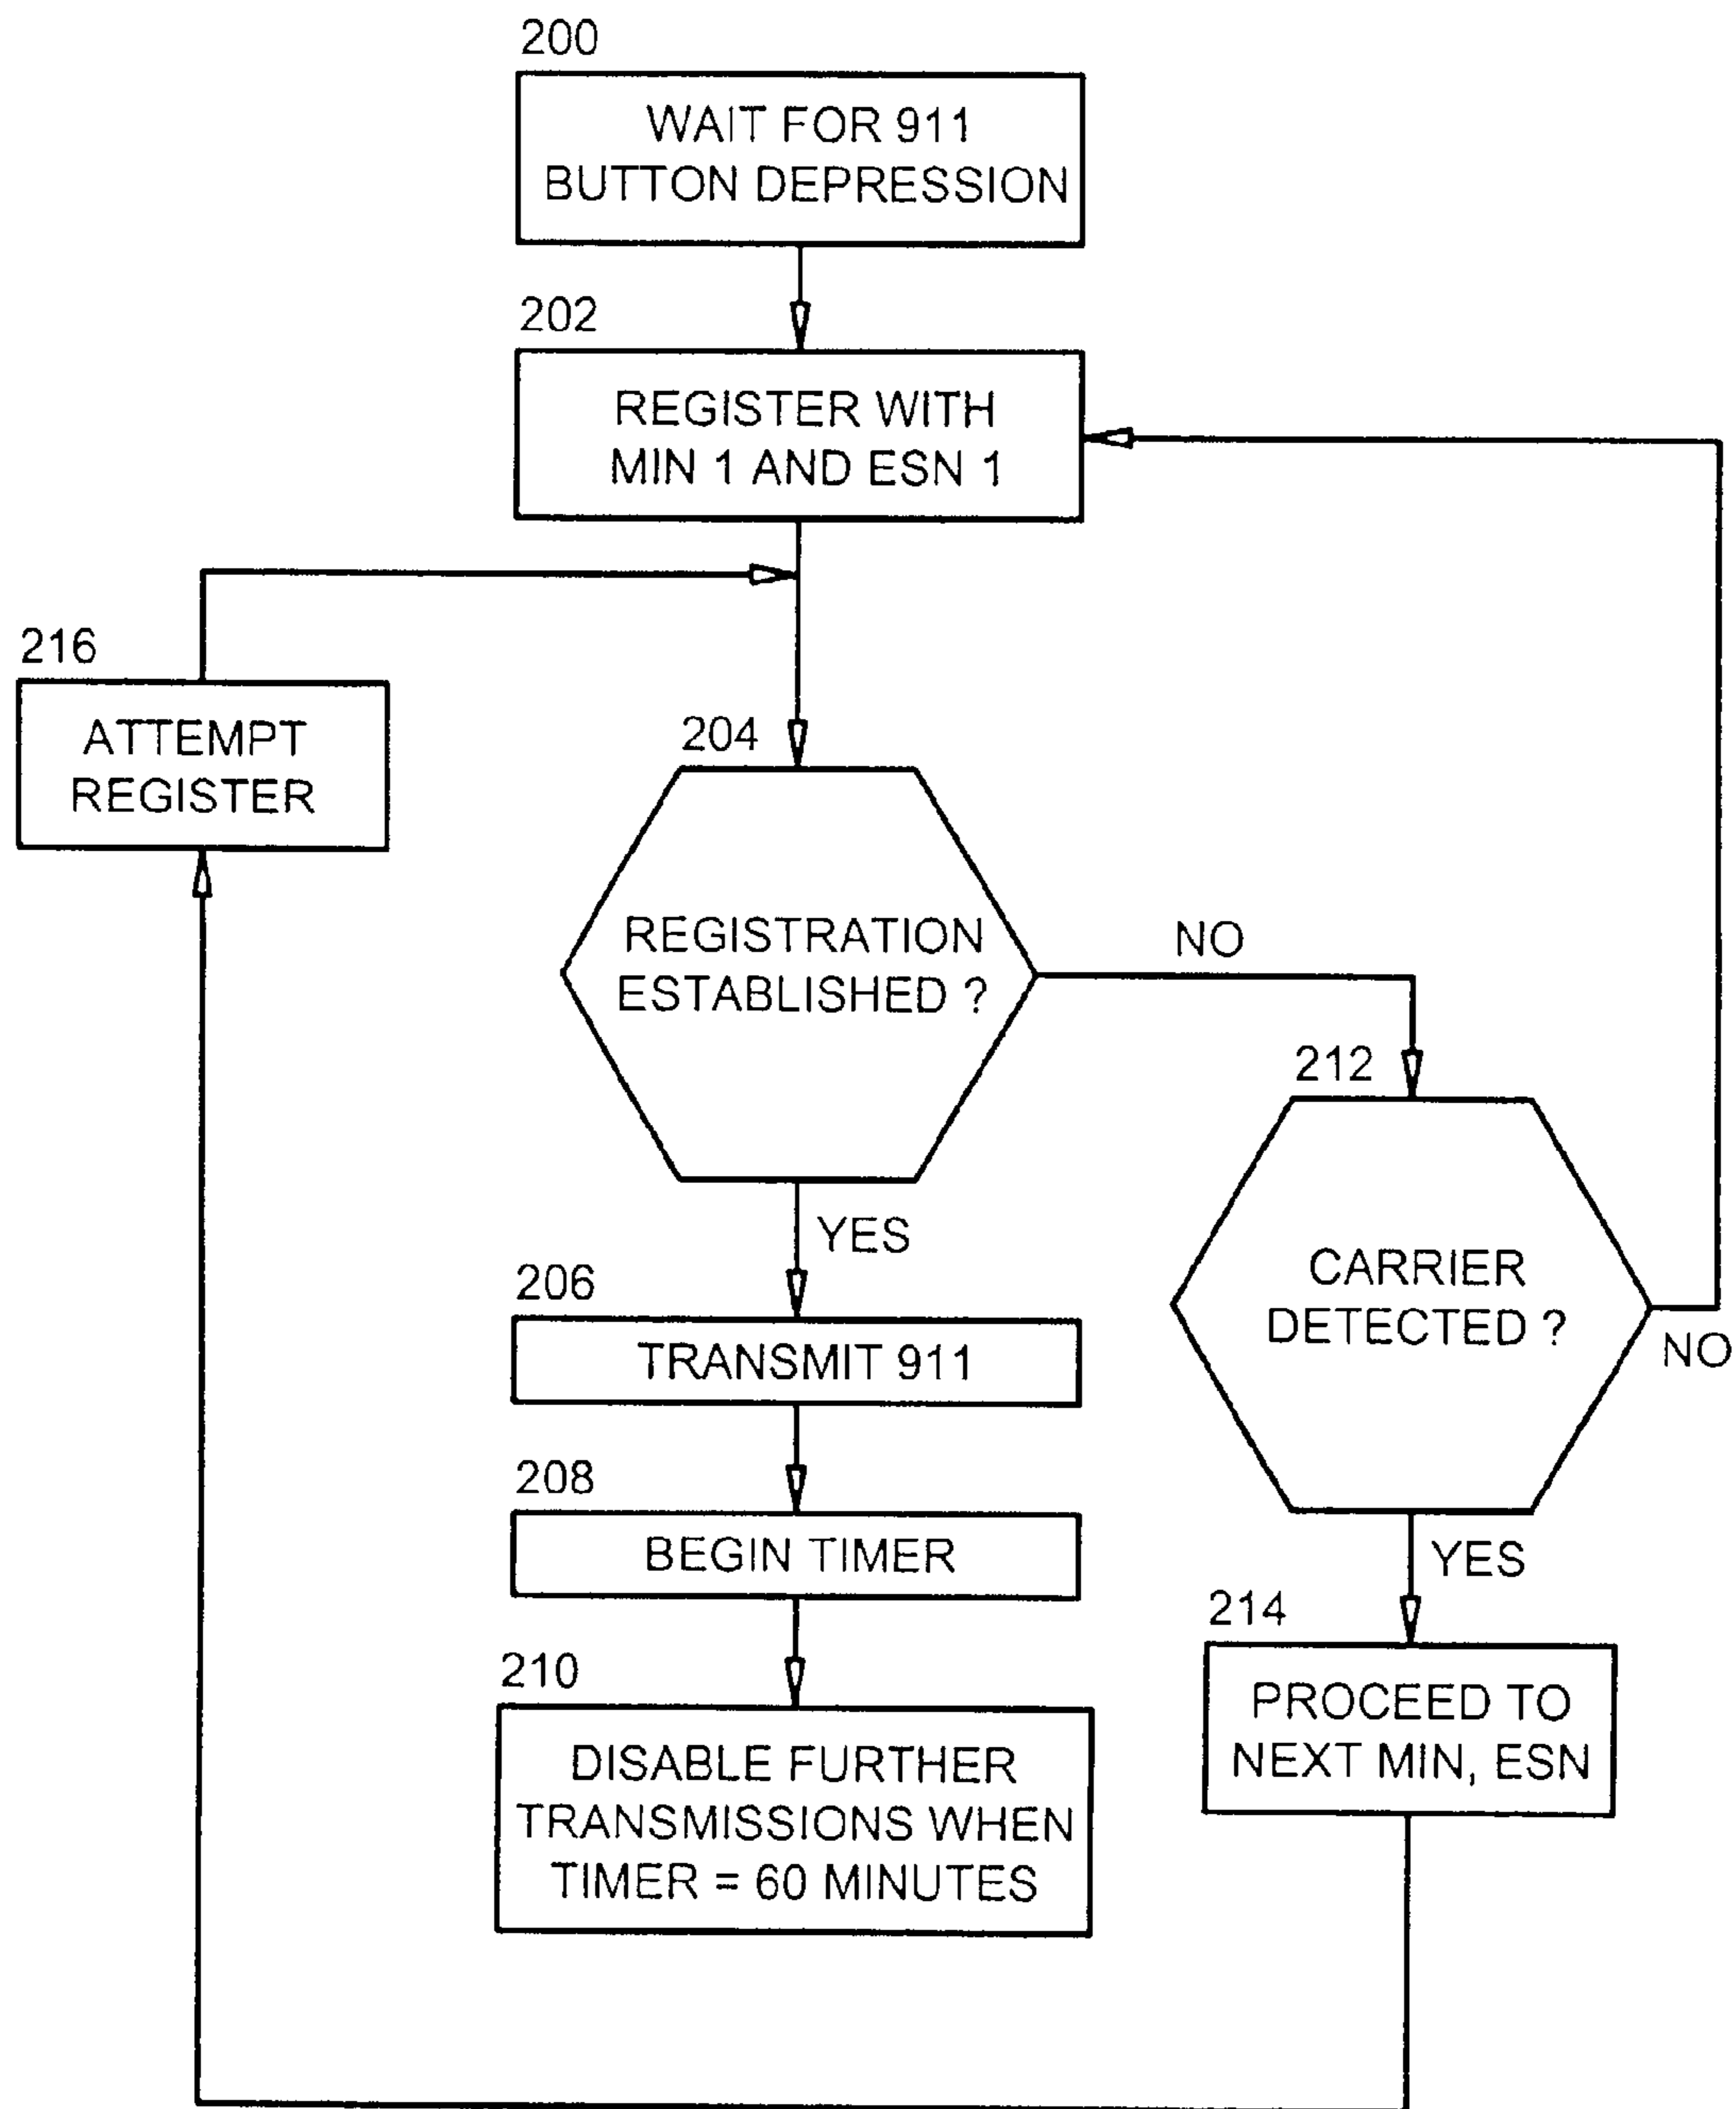 200
WAIT FOR 911
BUTTON DEPRESSION
202
REGISTER WITH
MIN 1 AND ESN 1
216
ATTEMPT
REGISTER
204
REGISTRATION
ESTABLISHED ?
NO
212
CARRIER
DETECTED ?
NO
YES
206
TRANSMIT 911
208
BEGIN TIMER
YES
214
PROCEED TO
NEXT MIN, ESN
210
DISABLE FURTHER
TRANSMISSIONS WHEN
TIMER = 60 MINUTES